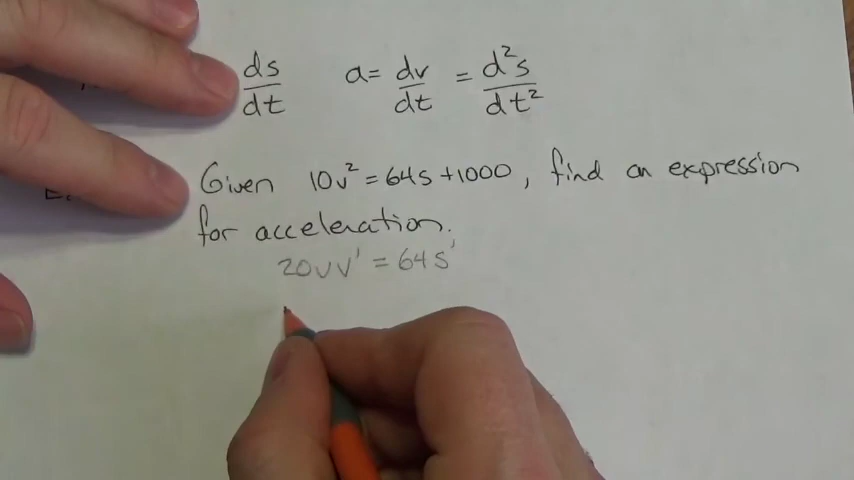 ds/dt a = dv/dt = d²s/dt²
Given 10v² = 64s + 1000, find an expression
for acceleration.
20vv' = 64s'